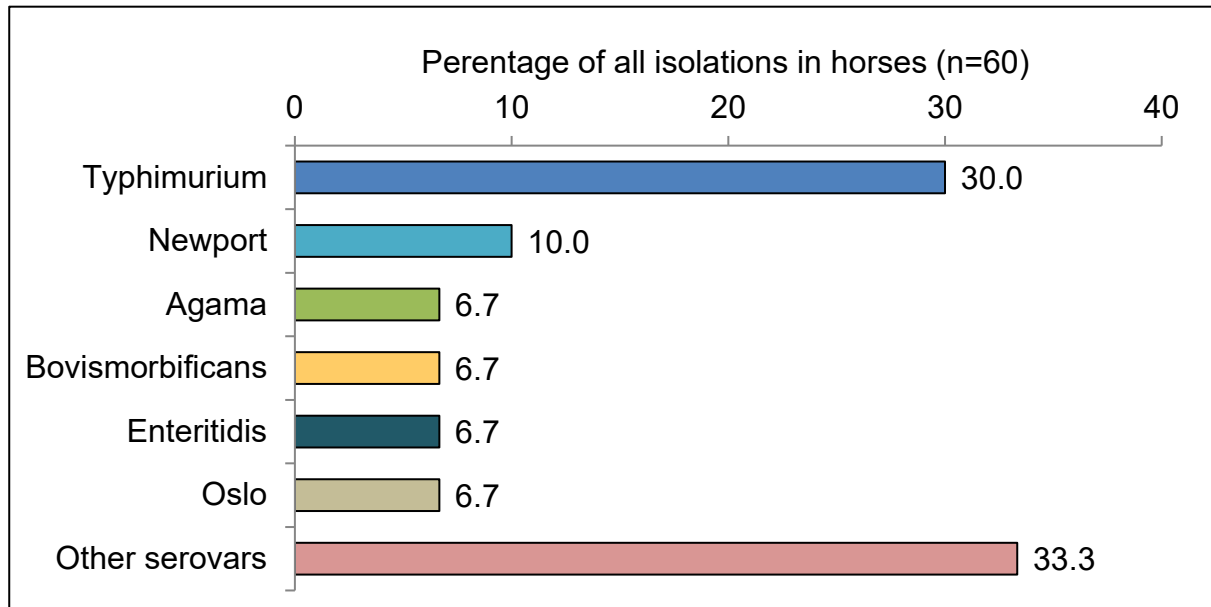 Perentage of all isolations in horses (n=60)
0 10 20 30 40
Typhimurium 30.0
Newport 10.0
Agama 6.7
Bovismorbificans 6.7
Enteritidis 6.7
Oslo 6.7
Other serovars 33.3